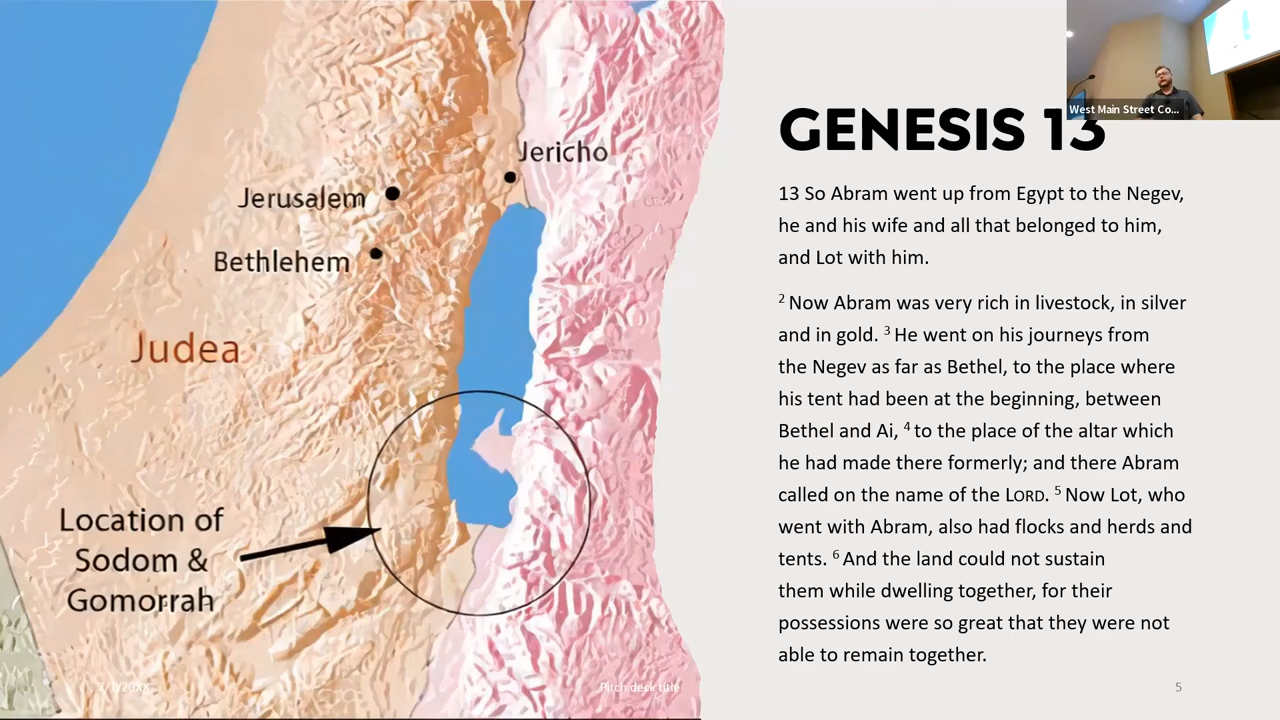 Jericho
Jerusalem
Bethlehem
Judea
Location of
Sodom &
Gomorrah
Pitch deck title
West Main Street Co...
GENESIS 13
13 So Abram went up from Egypt to the Negev,
he and his wife and all that belonged to him,
and Lot with him.
2 Now Abram was very rich in livestock, in silver
and in gold. 3 He went on his journeys from
the Negev as far as Bethel, to the place where
his tent had been at the beginning, between
Bethel and Ai, 4 to the place of the altar which
he had made there formerly; and there Abram
called on the name of the LORD. 5 Now Lot, who
went with Abram, also had flocks and herds and
tents. 6 And the land could not sustain
them while dwelling together, for their
possessions were so great that they were not
able to remain together.
5